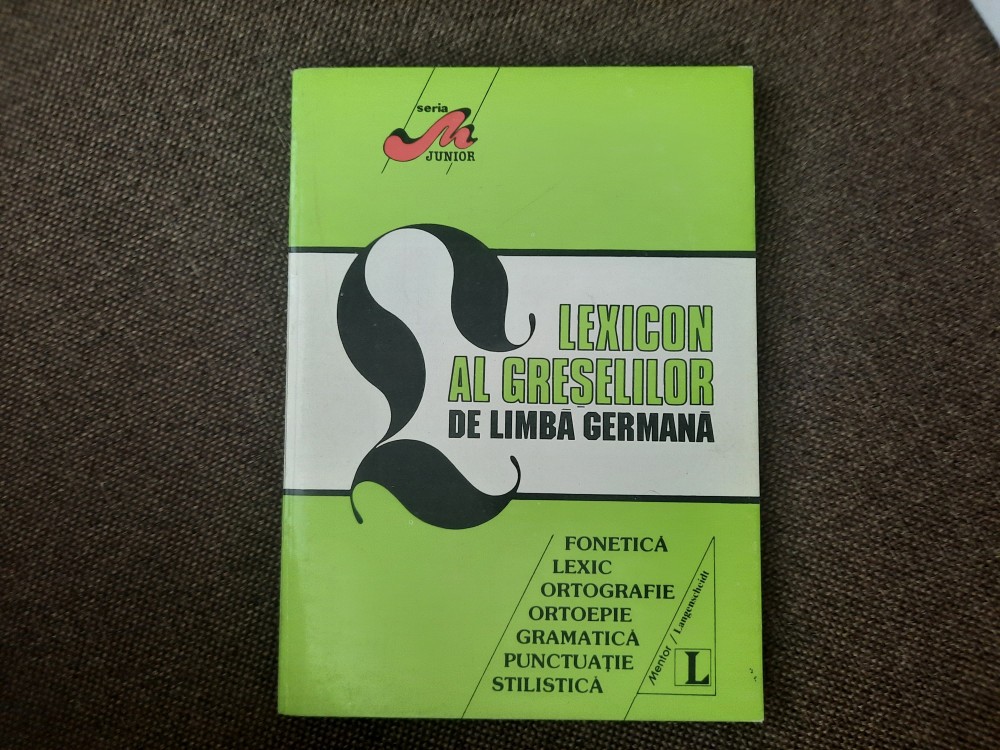 seria
M
JUNIOR
LEXICON
AL GREȘELILOR
DE LIMBĂ GERMANĂ
FONETICĂ
LEXIC
ORTOGRAFIE
ORTOEPIE
GRAMATICĂ
PUNCTUAȚIE
STILISTICĂ
Mentor / Langenscheidt
L